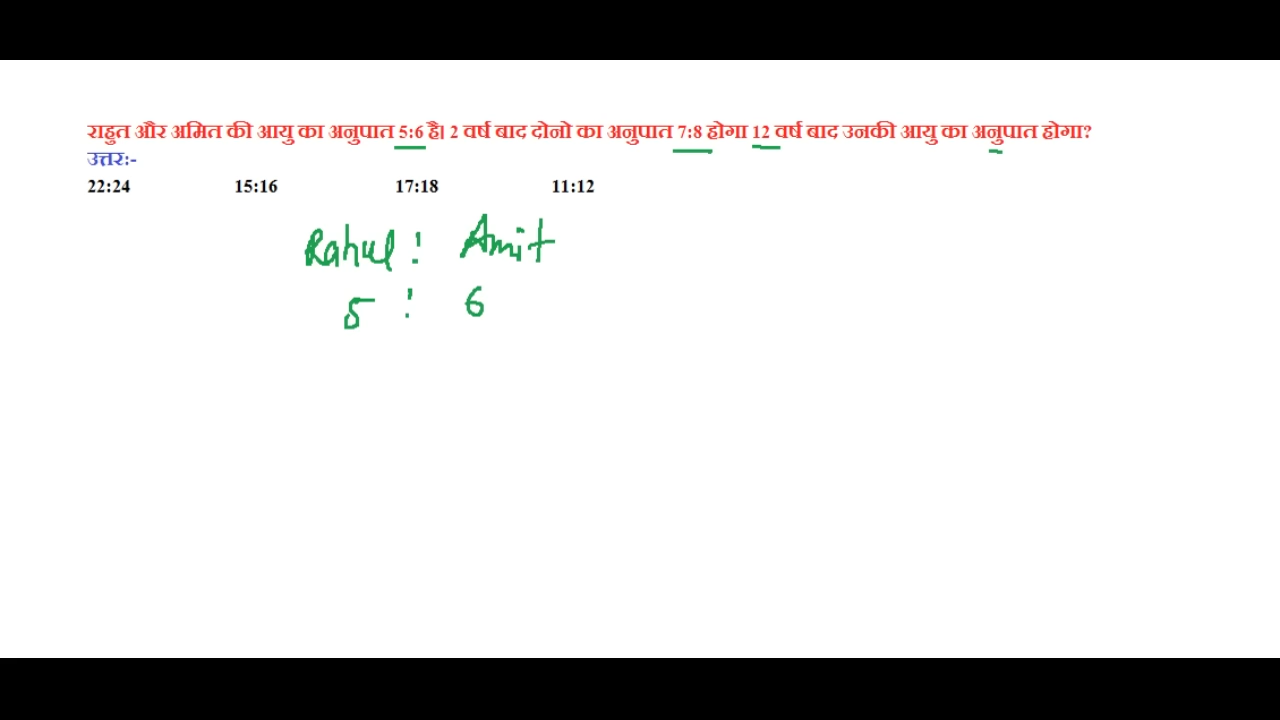 राहुत और अमित की आयु का अनुपात 5:6 है। 2 वर्ष बाद दोनो का अनुपात 7:8 होगा 12 वर्ष बाद उनकी आयु का अनुपात होगा?
उत्तर:-
22:24 15:16 17:18 11:12
Rahul : Amit
5 : 6